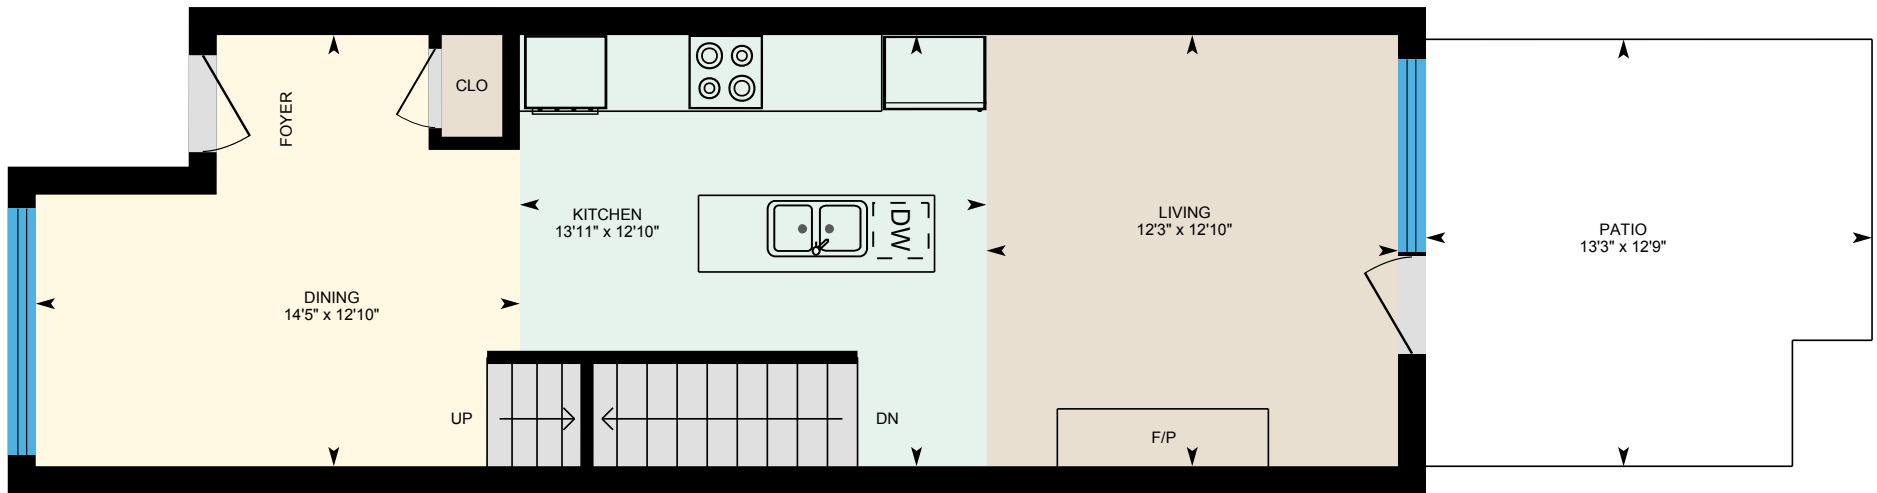 FOYER
CLO
KITCHEN
13'11" x 12'10"
DW
LIVING
12'3" x 12'10"
PATIO
13'3" x 12'9"
DINING
14'5" x 12'10"
UP
DN
F/P